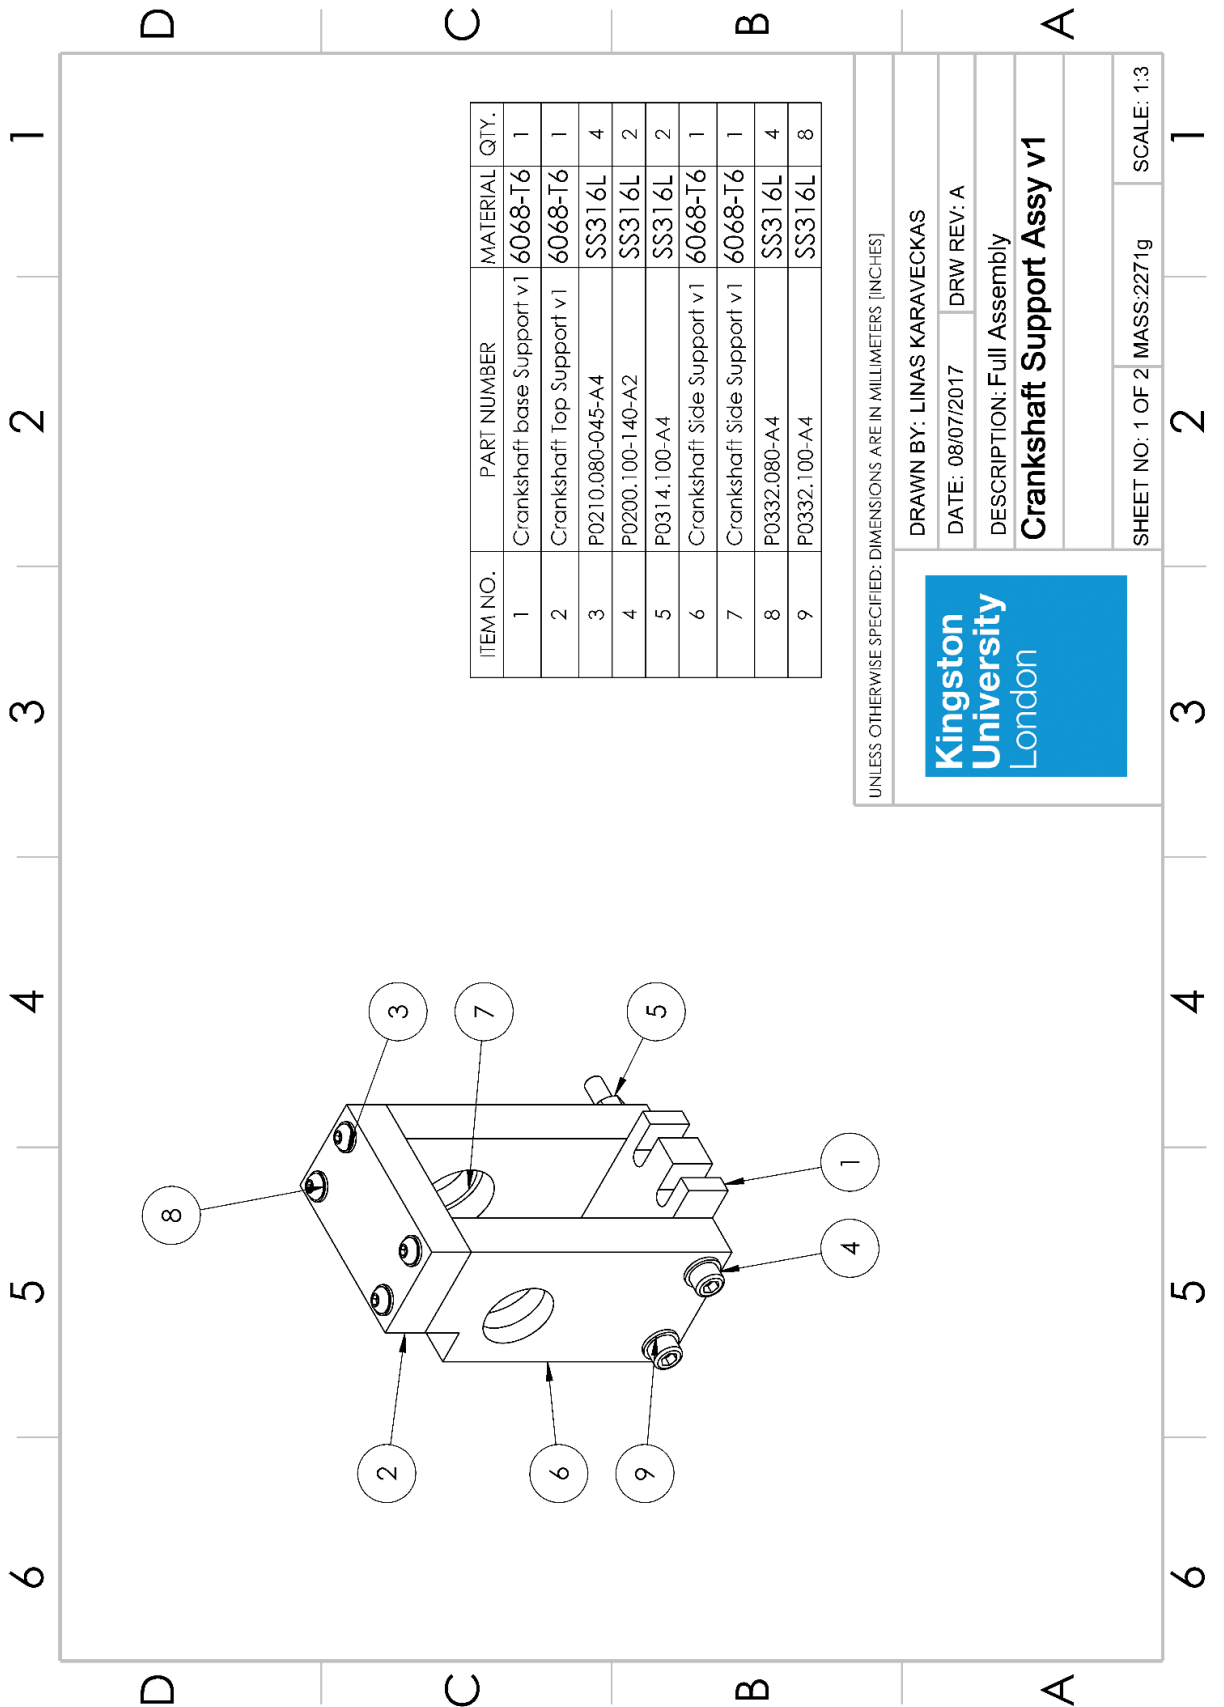 6 5 4 3 2 1
D
C
B
A
D
C
B
A
8
3
7
2
6
9
5
4
1
ITEM NO. PART NUMBER MATERIAL QTY.
1 Crankshaft base Support v1 6068-T6 1
2 Crankshaft Top Support v1 6068-T6 1
3 P0210.080-045-A4 SS316L 4
4 P0200.100-140-A2 SS316L 2
5 P0314.100-A4 SS316L 2
6 Crankshaft Side Support v1 6068-T6 1
7 Crankshaft Side Support v1 6068-T6 1
8 P0332.080-A4 SS316L 4
9 P0332.100-A4 SS316L 8
UNLESS OTHERWISE SPECIFIED: DIMENSIONS ARE IN MILLIMETERS [INCHES]
Kingston
University
London
DRAWN BY: LINAS KARAVECKAS
DATE: 08/07/2017 DRW REV: A
DESCRIPTION: Full Assembly
Crankshaft Support Assy v1
SHEET NO: 1 OF 2 MASS:2271g SCALE: 1:3
6 5 4 3 2 1